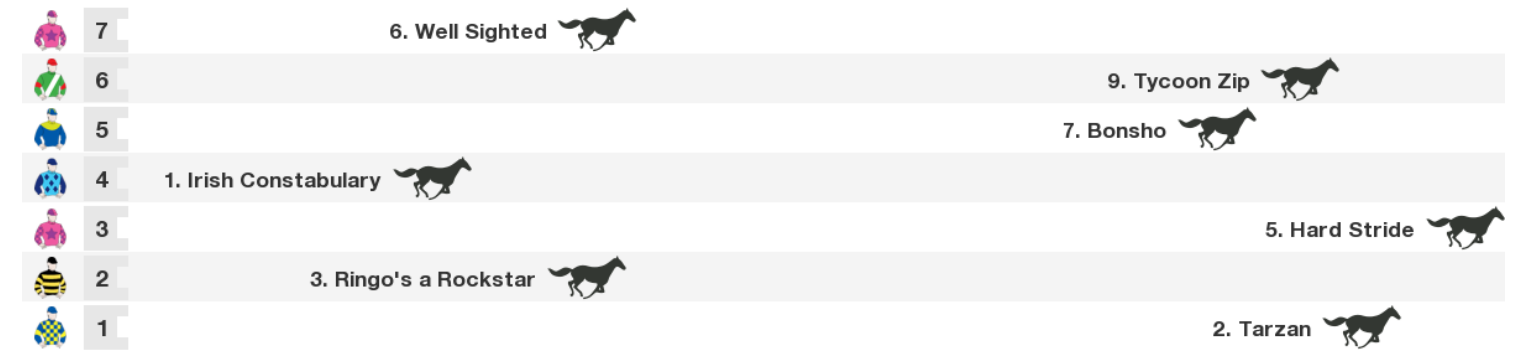 7 6. Well Sighted
6 9. Tycoon Zip
5 7. Bonsho
4 1. Irish Constabulary
3 5. Hard Stride
2 3. Ringo's a Rockstar
1 2. Tarzan